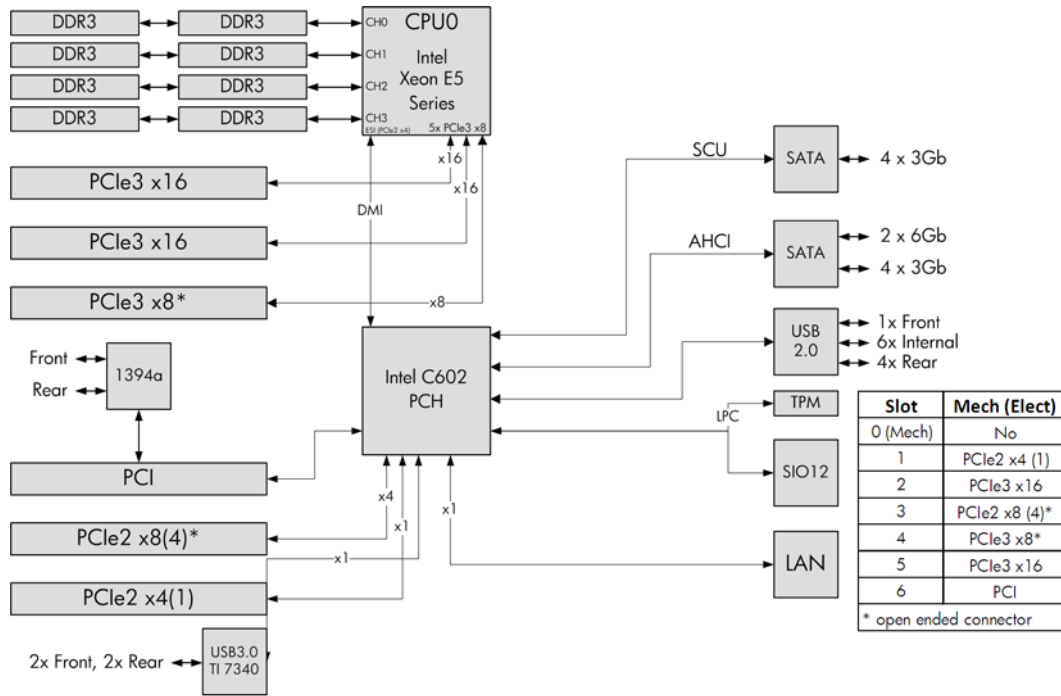 DDR3 DDR3 CH0
DDR3 DDR3 CH1
DDR3 DDR3 CH2
DDR3 DDR3 CH3
CPU0
Intel
Xeon E5
Series
ESI (PCIe2 x4) 5x PCIe3 x8
x16
x16
x8
DMI
PCIe3 x16
PCIe3 x16
PCIe3 x8*
Front
Rear
1394a
PCI
PCIe2 x8(4)*
PCIe2 x4(1)
2x Front, 2x Rear
USB3.0
TI 7340
Intel C602
PCH
x4
x1
x1
x1
SCU
SATA
4 x 3Gb
AHCI
SATA
2 x 6Gb
4 x 3Gb
USB
2.0
1x Front
6x Internal
4x Rear
LPC
TPM
SIO12
LAN
Slot Mech (Elect)
0 (Mech) No
1 PCIe2 x4 (1)
2 PCIe3 x16
3 PCIe2 x8 (4)*
4 PCIe3 x8*
5 PCIe3 x16
6 PCI
* open ended connector